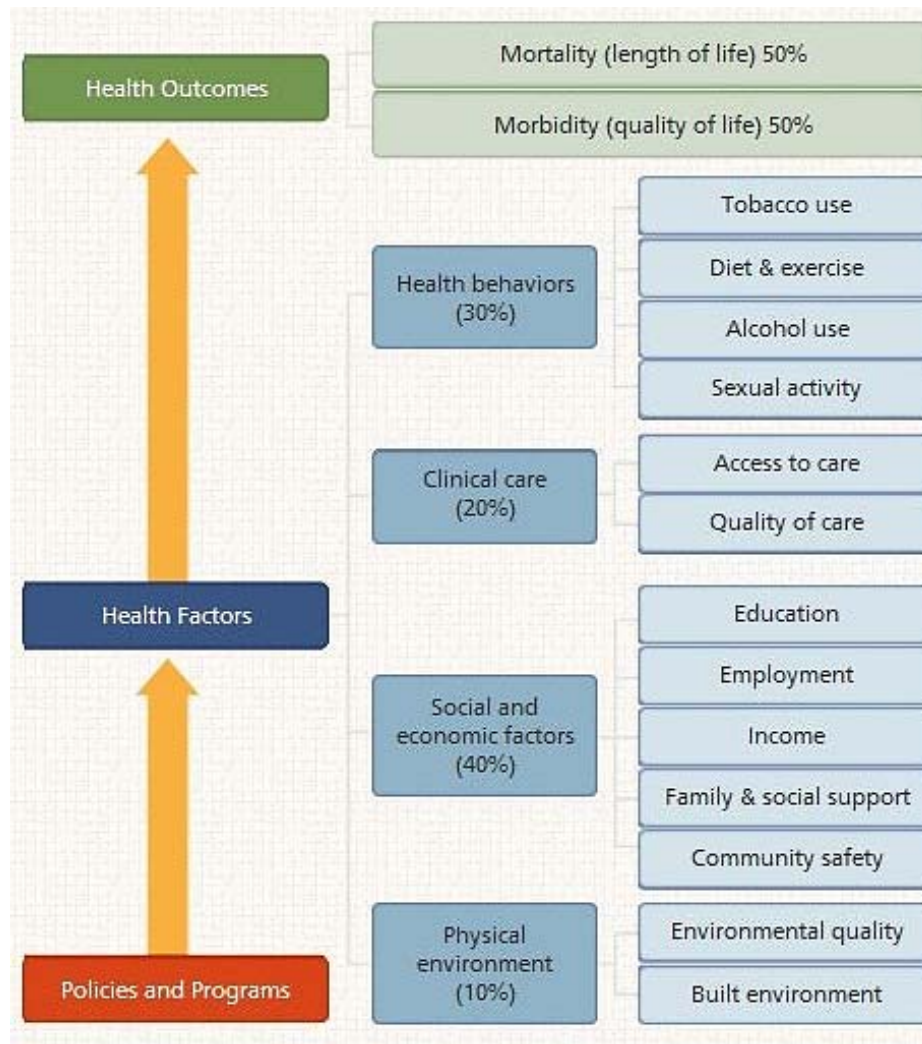 Health Outcomes
Mortality (length of life) 50%
Morbidity (quality of life) 50%
Health Factors
Health behaviors
(30%)
Tobacco use
Diet & exercise
Alcohol use
Sexual activity
Clinical care
(20%)
Access to care
Quality of care
Social and
economic factors
(40%)
Education
Employment
Income
Family & social support
Community safety
Physical
environment
(10%)
Environmental quality
Built environment
Policies and Programs